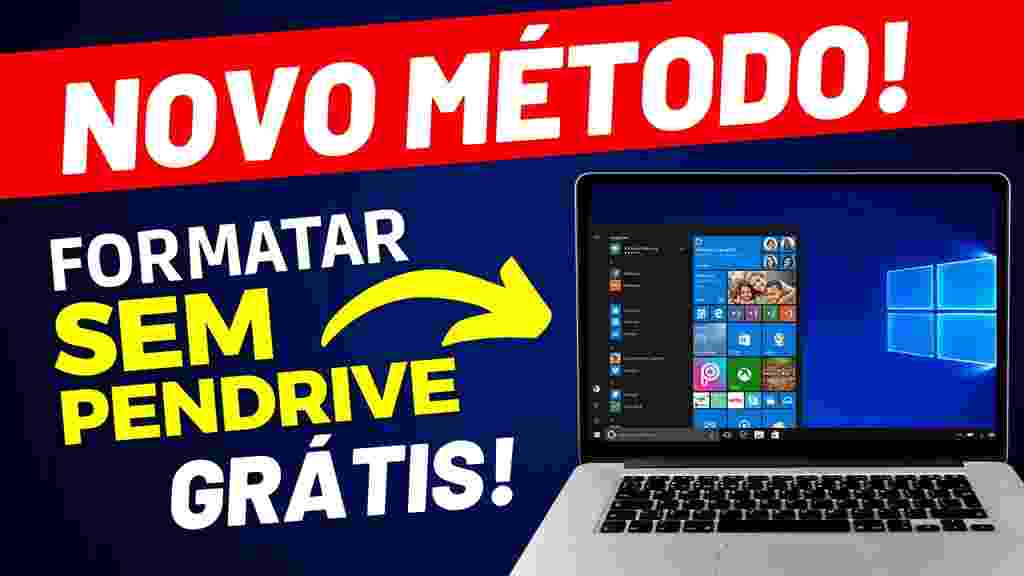 NOVO MÉTODO!
FORMATAR
SEM
PENDRIVE
GRÁTIS!